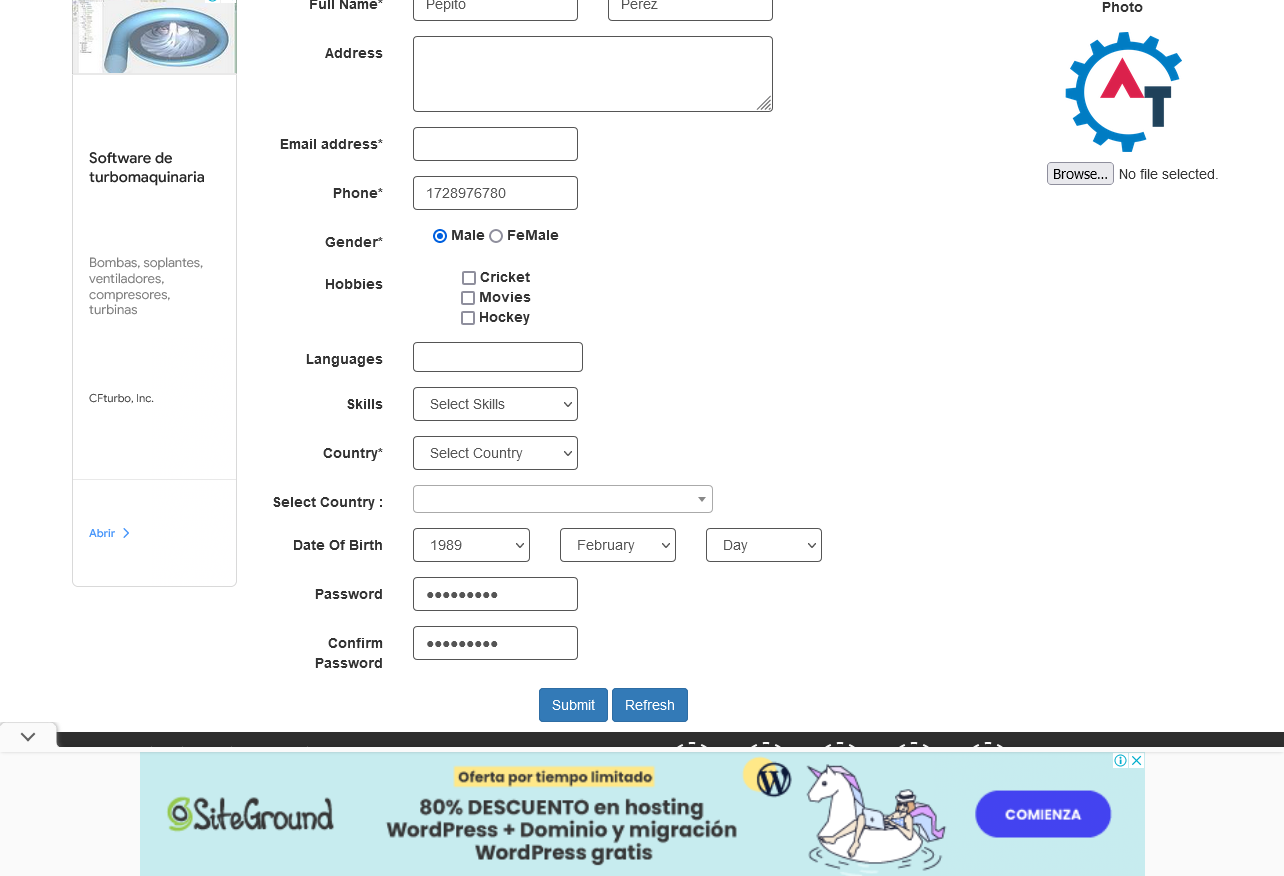 Full Name*
Pepito
Perez
Photo
Address
Email address*
Phone*
1728976780
Gender*
Male
FeMale
Hobbies
Cricket
Movies
Hockey
Languages
Skills
Select Skills
Country*
Select Country
Select Country :
Date Of Birth
1989
February
Day
Password
●●●●●●●●●
Confirm
Password
●●●●●●●●●
Submit
Refresh
AT
Browse...
No file selected.
Software de
turbomaquinaria
Bombas, soplantes,
ventiladores,
compresores,
turbinas
CFturbo, Inc.
Abrir
SiteGround
Oferta por tiempo limitado
80% DESCUENTO en hosting
WordPress + Dominio y migración
WordPress gratis
W
COMIENZA